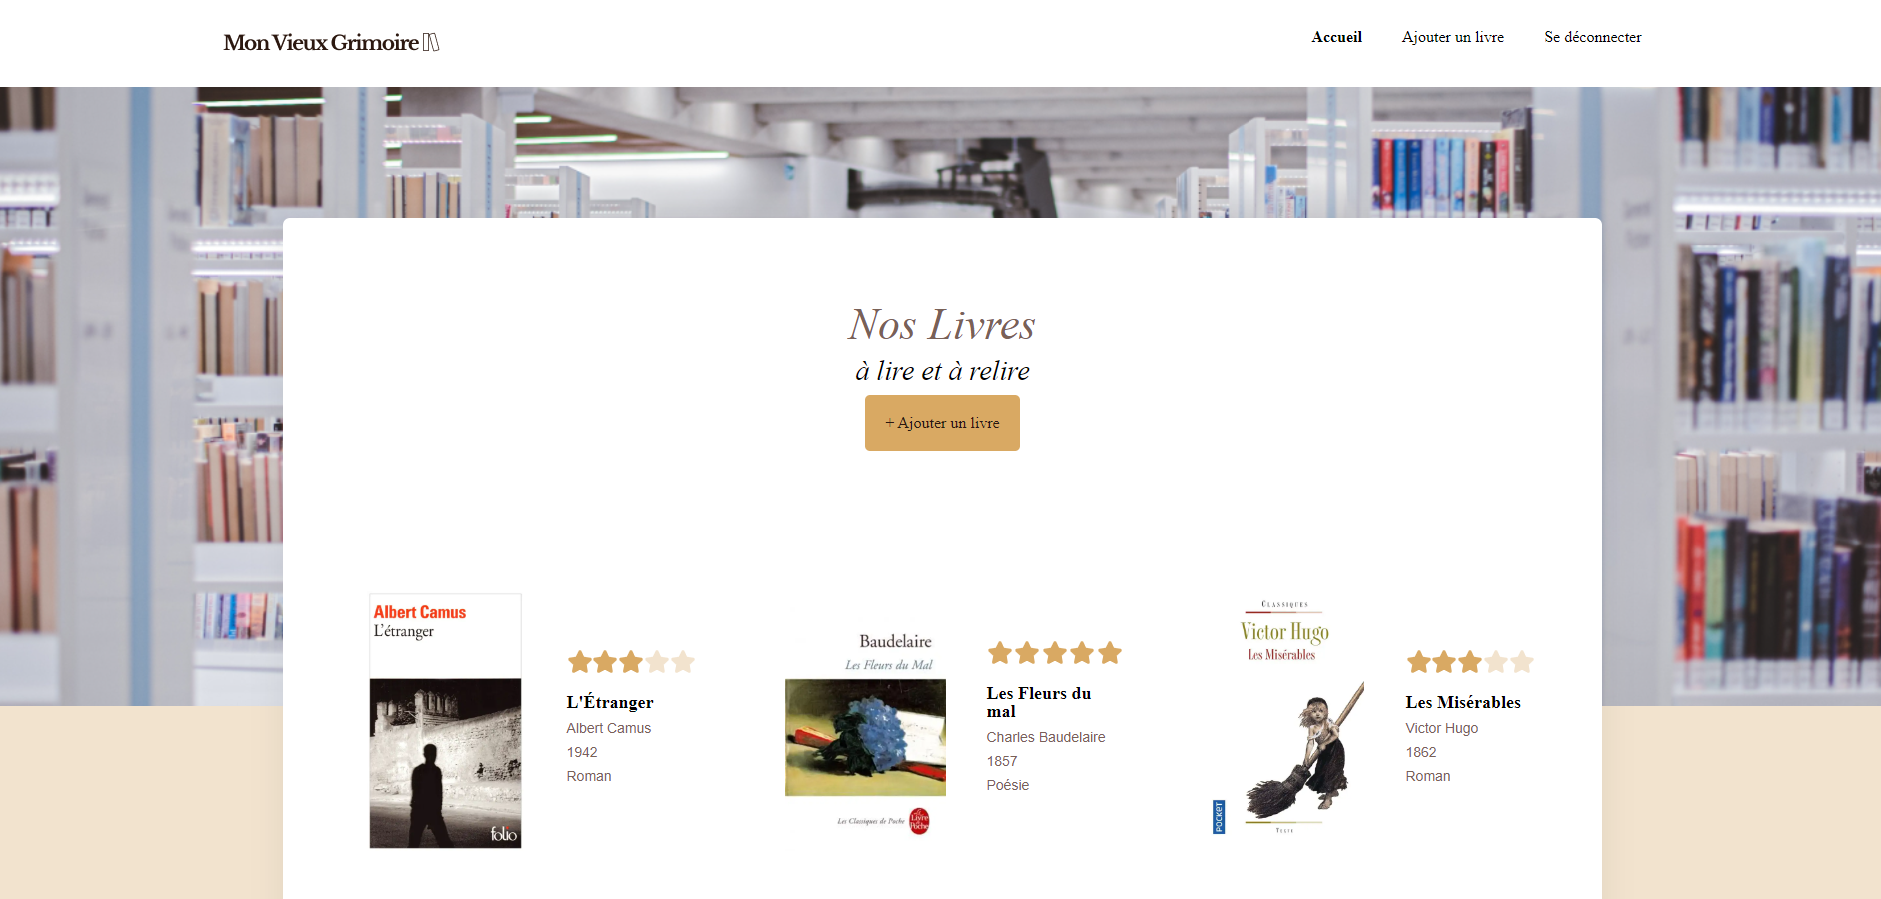 Mon Vieux Grimoire
Accueil
Ajouter un livre
Se déconnecter
Nos Livres
à lire et à relire
+ Ajouter un livre
Albert Camus
L'étranger
folio
L'Étranger
Albert Camus
1942
Roman
Baudelaire
Les Fleurs du Mal
Les Classiques de Poche
Le Livre de Poche
Les Fleurs du
mal
Charles Baudelaire
1857
Poésie
CLASSIQUES
Victor Hugo
Les Misérables
POCKET
Les Misérables
Victor Hugo
1862
Roman